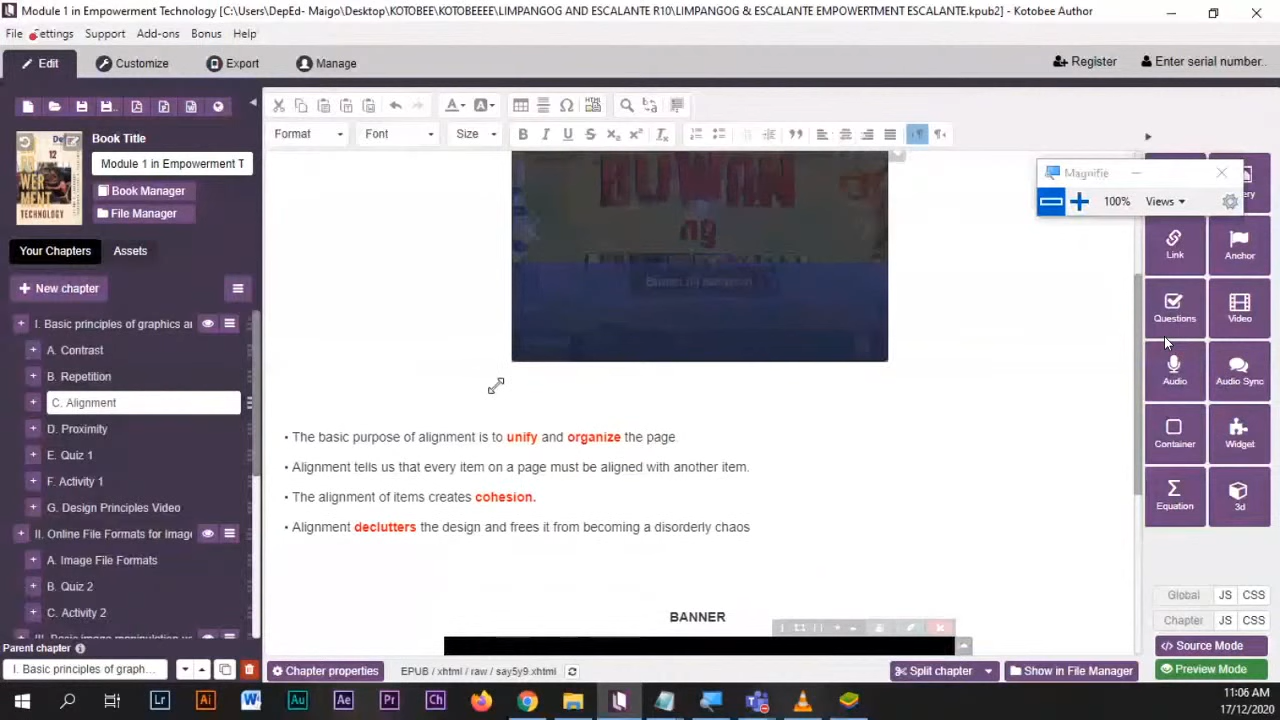 Module 1 in Empowerment Technology [C:\Users\DepEd- Maigo\Desktop\KOTOBEE\KOTOBEEEE\LIMPANGOG AND ESCALANTE R10\LIMPANGOG & ESCALANTE EMPOWERTMENT ESCALANTE.kpub2] - Kotobee Author
File Settings Support Add-ons Bonus Help
Edit Customize Export Manage Register Enter serial number..
Format Font Size
Book Title
Module 1 in Empowerment T
Book Manager
File Manager
Your Chapters Assets
New chapter
I. Basic principles of graphics an
A. Contrast
B. Repetition
C. Alignment
D. Proximity
E. Quiz 1
F. Activity 1
G. Design Principles Video
II. Online File Formats for Image
A. Image File Formats
B. Quiz 2
C. Activity 2
Parent chapter
I. Basic principles of graph...
BUWAN
ng
• The basic purpose of alignment is to unify and organize the page
• Alignment tells us that every item on a page must be aligned with another item.
• The alignment of items creates cohesion.
• Alignment declutters the design and frees it from becoming a disorderly chaos
BANNER
Magnifie
100% Views
Link Anchor
Questions Video
Audio Audio Sync
Container Widget
Equation 3d
Global JS CSS
Chapter JS CSS
Source Mode
Preview Mode
Chapter properties EPUB / xhtml / raw / say5y9.xhtml Split chapter Show in File Manager
11:06 AM
17/12/2020